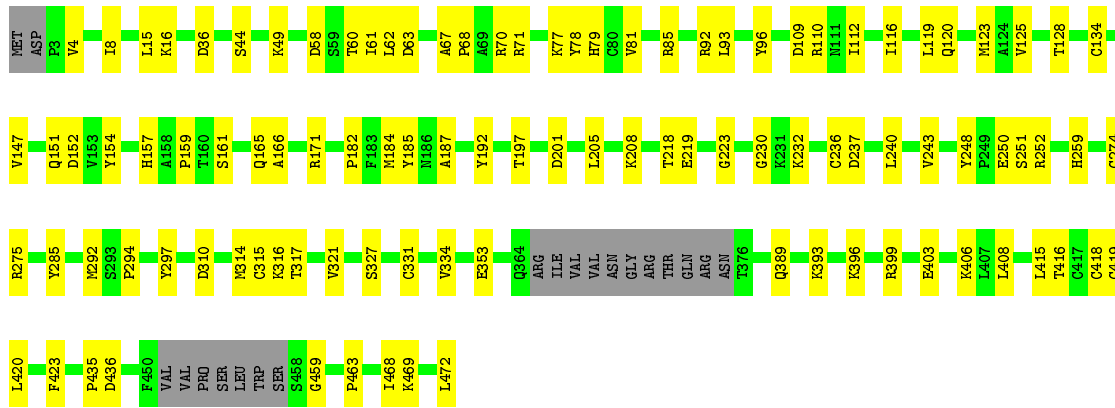 MET ASP P3 V4 I8 L15 K16 D36 S44 K49 D58 S59 T60 I61 L62 D63 A67 P68 A69 R70 R71 K77 Y78 H79 C80 V81 R85 R92 L93 Y96 D109 R110 N111 I112 I116 L119 Q120 M123 A124 V125 T128 C134
V147 Q151 D152 V153 Y154 H157 A158 P159 T160 S161 Q165 A166 R171 P182 F183 M184 Y185 N186 A187 Y192 T197 D201 L205 K208 T218 E219 G223 G230 K231 K232 C236 D237 L240 V243 Y248 P249 E250 S251 R252 H259
R275 Y285 M292 S293 P294 Y297 D310 M314 C315 K316 T317 V321 S327 C331 V334 E353 Q364 ARG ILE VAL VAL ASN GLY ARG THR GLN ARG ASN T376 Q389 K393 K396 R399 E403 K406 L407 L408 L415 T416 C417 C418
L420 F423 P435 D436 F450 VAL VAL PRO SER LEU TRP SER S458 G459 P463 I468 K469 L472